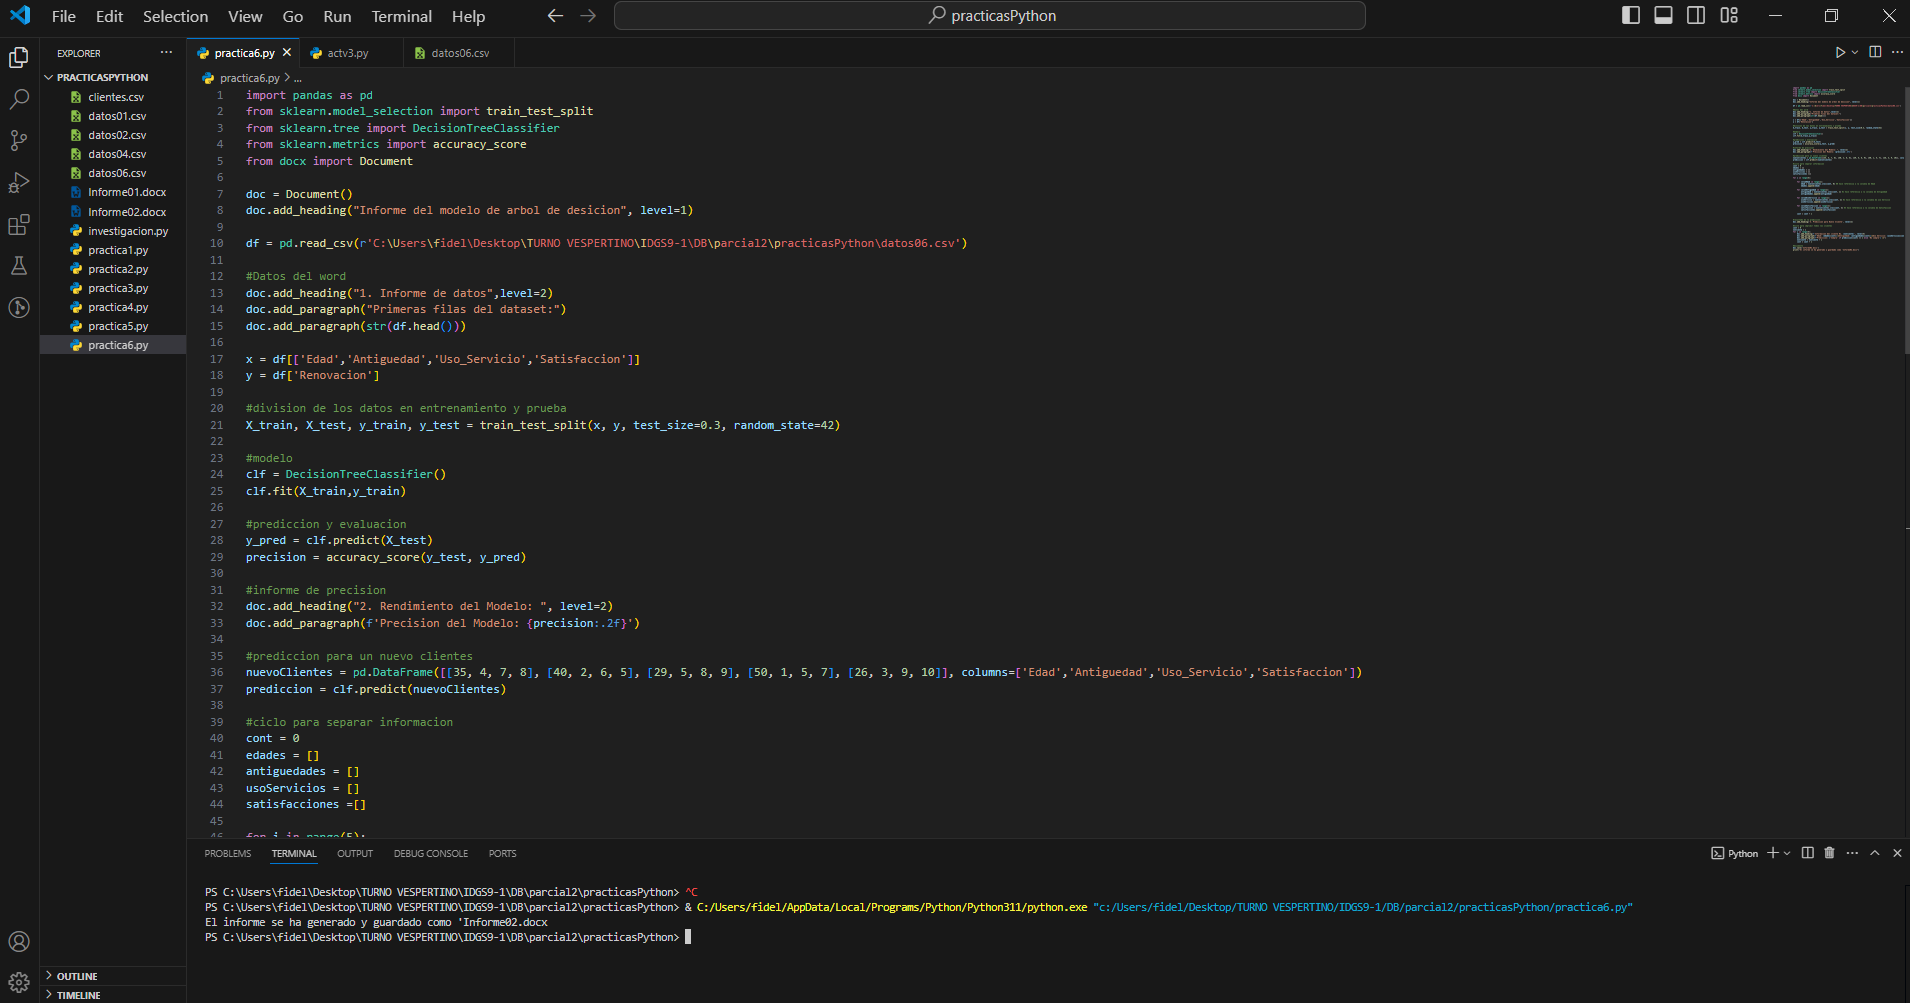 File Edit Selection View Go Run Terminal Help
practicasPython
EXPLORER
PRACTICASPYTHON
clientes.csv
datos01.csv
datos02.csv
datos04.csv
datos06.csv
Informe01.docx
Informe02.docx
investigacion.py
practica1.py
practica2.py
practica3.py
practica4.py
practica5.py
practica6.py
OUTLINE
TIMELINE
practica6.py actv3.py datos06.csv
practica6.py > ...
1 import pandas as pd
2 from sklearn.model_selection import train_test_split
3 from sklearn.tree import DecisionTreeClassifier
4 from sklearn.metrics import accuracy_score
5 from docx import Document
6
7 doc = Document()
8 doc.add_heading("Informe del modelo de arbol de desicion", level=1)
9
10 df = pd.read_csv(r'C:\Users\fidel\Desktop\TURNO VESPERTINO\IDGS9-1\DB\parcial2\practicasPython\datos06.csv')
11
12 #Datos del word
13 doc.add_heading("1. Informe de datos",level=2)
14 doc.add_paragraph("Primeras filas del dataset:")
15 doc.add_paragraph(str(df.head()))
16
17 x = df[['Edad','Antiguedad','Uso_Servicio','Satisfaccion']]
18 y = df['Renovacion']
19
20 #division de los datos en entrenamiento y prueba
21 X_train, X_test, y_train, y_test = train_test_split(x, y, test_size=0.3, random_state=42)
22
23 #modelo
24 clf = DecisionTreeClassifier()
25 clf.fit(X_train,y_train)
26
27 #prediccion y evaluacion
28 y_pred = clf.predict(X_test)
29 precision = accuracy_score(y_test, y_pred)
30
31 #informe de precision
32 doc.add_heading("2. Rendimiento del Modelo: ", level=2)
33 doc.add_paragraph(f'Precision del Modelo: {precision:.2f}')
34
35 #prediccion para un nuevo clientes
36 nuevoClientes = pd.DataFrame([[35, 4, 7, 8], [40, 2, 6, 5], [29, 5, 8, 9], [50, 1, 5, 7], [26, 3, 9, 10]], columns=['Edad','Antiguedad','Uso_Servicio','Satisfaccion'])
37 prediccion = clf.predict(nuevoClientes)
38
39 #ciclo para separar informacion
40 cont = 0
41 edades = []
42 antiguedades = []
43 usoServicios = []
44 satisfacciones =[]
45
46 for i in range(5):
PROBLEMS TERMINAL OUTPUT DEBUG CONSOLE PORTS
Python
PS C:\Users\fidel\Desktop\TURNO VESPERTINO\IDGS9-1\DB\parcial2\practicasPython> ^C
PS C:\Users\fidel\Desktop\TURNO VESPERTINO\IDGS9-1\DB\parcial2\practicasPython> & C:/Users/fidel/AppData/Local/Programs/Python/Python311/python.exe "c:/Users/fidel/Desktop/TURNO VESPERTINO/IDGS9-1/DB/parcial2/practicasPython/practica6.py"
El informe se ha generado y guardado como 'Informe02.docx
PS C:\Users\fidel\Desktop\TURNO VESPERTINO\IDGS9-1\DB\parcial2\practicasPython>